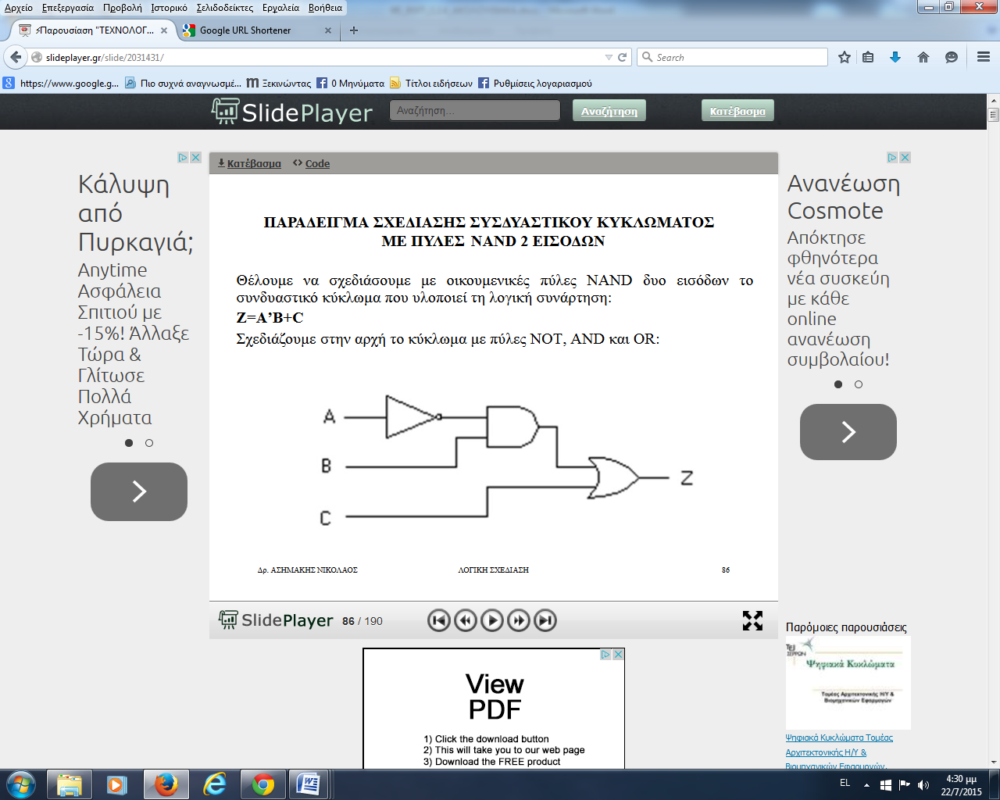 Αρχείο Επεξεργασία Προβολή Ιστορικό Σελιδοδείκτες Εργαλεία Βοήθεια
⚡Παρουσίαση "ΤΕΧΝΟΛΟΓ... × Google URL Shortener × +
slideplayer.gr/slide/2031431/ Search
https://www.google.g... Πιο συχνά αναγνωσμέ... Ξεκινώντας 0 Μηνύματα Τίτλοι ειδήσεων Ρυθμίσεις λογαριασμού
SlidePlayer Αναζήτηση... Αναζήτηση Κατέβασμα
Κατέβασμα <> Code
Κάλυψη
από
Πυρκαγιά;
Anytime
Ασφάλεια
Σπιτιού με
-15%! Άλλαξε
Τώρα &
Γλίτωσε
Πολλά
Χρήματα
ΠΑΡΑΔΕΙΓΜΑ ΣΧΕΔΙΑΣΗΣ ΣΥΣΔΥΑΣΤΙΚΟΥ ΚΥΚΛΩΜΑΤΟΣ
ΜΕ ΠΥΛΕΣ NAND 2 ΕΙΣΟΔΩΝ
Θέλουμε να σχεδιάσουμε με οικουμενικές πύλες NAND δυο εισόδων το
συνδυαστικό κύκλωμα που υλοποιεί τη λογική συνάρτηση:
Z=A’B+C
Σχεδιάζουμε στην αρχή το κύκλωμα με πύλες NOT, AND και OR:
A
B
C
Z
Δρ. ΑΣΗΜΑΚΗΣ ΝΙΚΟΛΑΟΣ ΛΟΓΙΚΗ ΣΧΕΔΙΑΣΗ 86
SlidePlayer 86 / 190
Ανανέωση
Cosmote
Απόκτησε
φθηνότερα
νέα συσκεύη
με κάθε
online
ανανέωση
συμβολαίου!
Παρόμοιες παρουσιάσεις
ΤΕΙ
ΣΕΡΡΩΝ
Ψηφιακά Κυκλώματα
Τομέας Αρχιτεκτονικής Η/Υ &
Βιομηχανικών Εφαρμογών
Ψηφιακά Κυκλώματα Τομέας
Αρχιτεκτονικής Η/Υ &
Βιομηχανικών Εφαρμογών.
View
PDF
1) Click the download button
2) This will take you to our web page
3) Download the FREE product
EL 4:30 μμ
22/7/2015